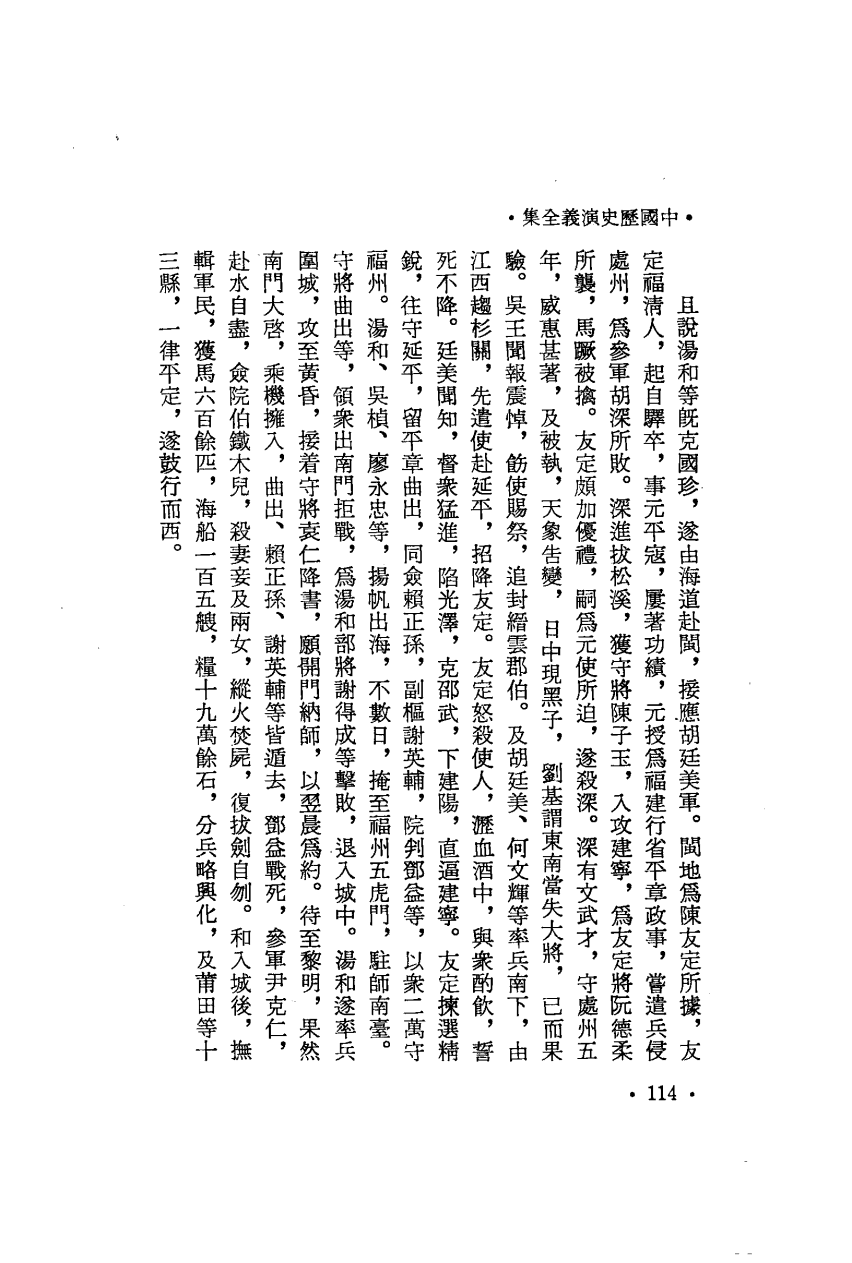 •中國歷史演義全集•
且說湯和等既克國珍，遂由海道赴閩，接應胡廷美軍。閩地爲陳友定所據，友
定福清人，起自驛卒，事元平寇，屢著功績，元授爲福建行省平章政事，嘗遣兵侵
處州，爲參軍胡深所敗。深進拔松溪，獲守將陳子玉，入攻建寧，爲友定將阮德柔
所襲，馬蹶被擒。友定頗加優禮，嗣爲元使所迫，遂殺深。深有文武才，守處州五
年，威惠甚著，及被執，天象告變，日中現黑子，劉基謂東南當失大將，已而果
驗。吳王聞報震悼，飭使賜祭，追封縉雲郡伯。及胡廷美、何文輝等率兵南下，由
江西趨杉關，先遣使赴延平，招降友定。友定怒殺使人，瀝血酒中，與衆酌飲，誓
死不降。廷美聞知，督衆猛進，陷光澤，克邵武，下建陽，直逼建寧。友定揀選精
銳，往守延平，留平章曲出，同僉賴正孫，副樞謝英輔，院判鄧益等，以衆二萬守
福州。湯和、吳楨、廖永忠等，揚帆出海，不數日，掩至福州五虎門，駐師南臺。
守將曲出等，領衆出南門拒戰，爲湯和部將謝得成等擊敗，退入城中。湯和遂率兵
圍城，攻至黃昏，接着守將袁仁降書，願開門納師，以翌晨爲約。待至黎明，果然
南門大啓，乘機擁入，曲出、賴正孫、謝英輔等皆遁去，鄧益戰死，參軍尹克仁，
赴水自盡，僉院伯鐵木兒，殺妻妾及兩女，縱火焚屍，復拔劍自刎。和入城後，撫
輯軍民，獲馬六百餘匹，海船一百五艘，糧十九萬餘石，分兵略興化，及莆田等十
三縣，一律平定，遂鼓行而西。
•114•